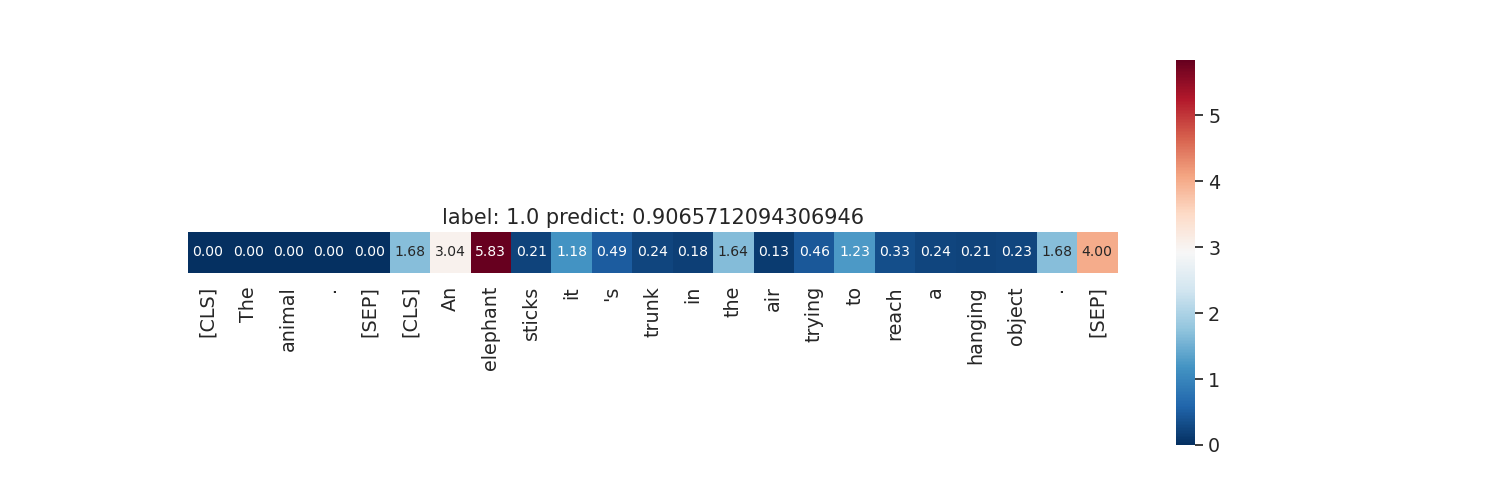 label: 1.0 predict: 0.9065712094306946
0.00 0.00 0.00 0.00 0.00 1.68 3.04 5.83 0.21 1.18 0.49 0.24 0.18 1.64 0.13 0.46 1.23 0.33 0.24 0.21 0.23 1.68 4.00
[CLS] The animal . [SEP] [CLS] An elephant sticks it 's trunk in the air trying to reach a hanging object . [SEP]
5
4
3
2
1
0